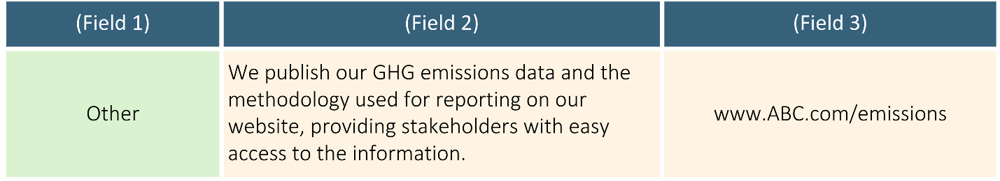 (Field 1)
(Field 2)
(Field 3)
Other
We publish our GHG emissions data and the
methodology used for reporting on our
website, providing stakeholders with easy
access to the information.
www.ABC.com/emissions